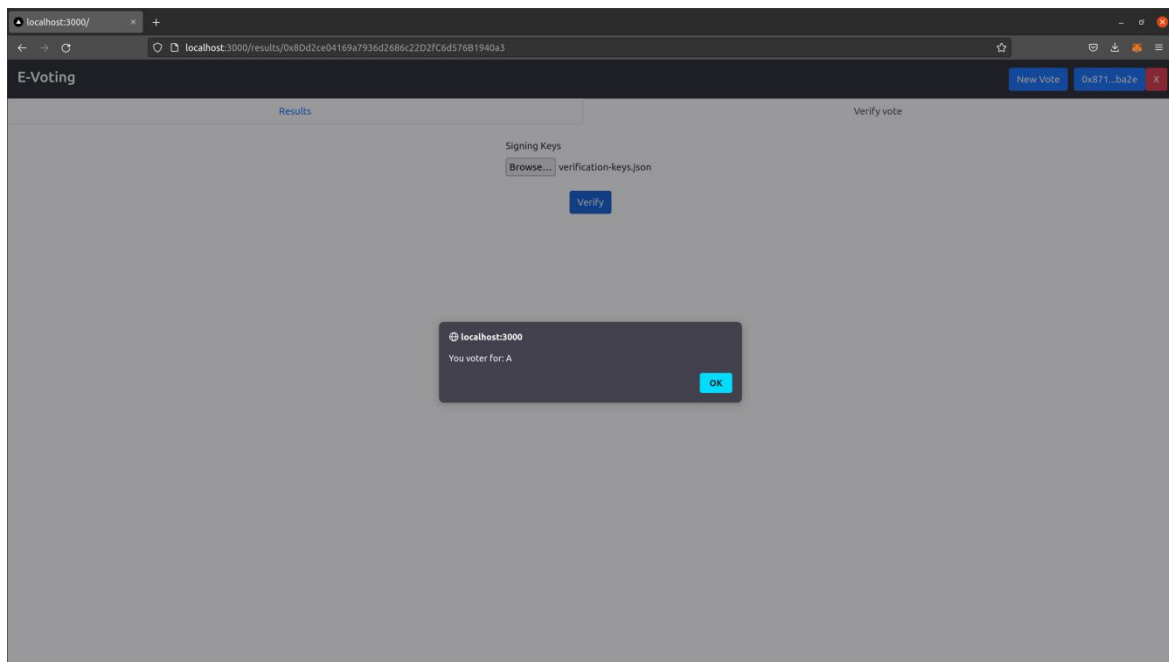 localhost:3000/
localhost:3000/results/0x8Dd2ce04169a7936d2686c22D2fC6d576B1940a3
E-Voting
New Vote
0x871...ba2e
X
Results
Verify vote
Signing Keys
Browse... verification-keys.json
Verify
localhost:3000
You voter for: A
OK